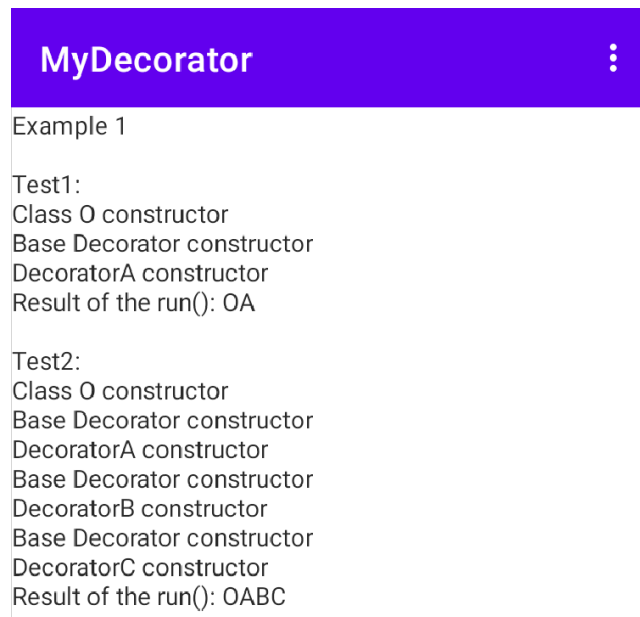 MyDecorator
Example 1
Test1:
Class O constructor
Base Decorator constructor
DecoratorA constructor
Result of the run(): OA
Test2:
Class O constructor
Base Decorator constructor
DecoratorA constructor
Base Decorator constructor
DecoratorB constructor
Base Decorator constructor
DecoratorC constructor
Result of the run(): OABC